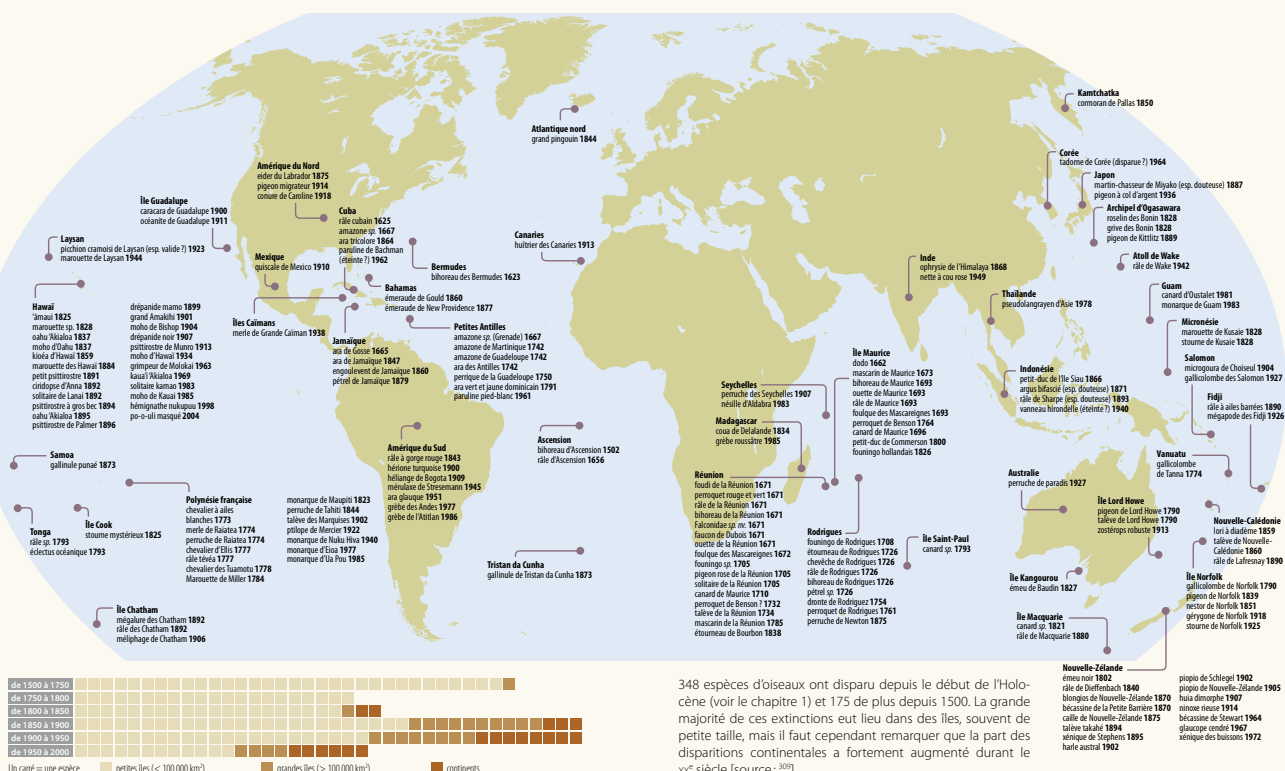 Kamtchatka
cormoran de Pallas 1850
Atlantique nord
grand pingouin 1844
Corée
tadorne de Corée (disparue ?) 1964
Japon
martin-chasseur de Miyako (esp. douteuse) 1887
pigeon à col d'argent 1936
Archipel d'Ogasawara
roselin des Bonin 1828
grive des Bonin 1828
pigeon de Kittlitz 1889
Atoll de Wake
râle de Wake 1942
Amérique du Nord
eider du Labrador 1875
pigeon migrateur 1914
conure de Caroline 1918
Île Guadalupe
caracara de Guadalupe 1900
océanite de Guadalupe 1911
Laysan
picchion cramoisi de Laysan (esp. valide ?) 1923
marouette de Laysan 1944
Cuba
râle cubain 1625
amazone sp. 1667
ara tricolore 1864
paruline de Bachman
(éteinte ?) 1962
Mexique
quiscale de Mexico 1910
Bermudes
bihoreau des Bermudes 1623
Bahamas
émeraude de Gould 1860
émeraude de New Providence 1877
Canaries
huîtrier des Canaries 1913
Inde
ophrysie de l'Himalaya 1868
nette à cou rose 1949
Thaïlande
pseudolangrayen d'Asie 1978
Guam
canard d'Oustalet 1981
monarque de Guam 1983
Micronésie
marouette de Kusaie 1828
stourne de Kusaie 1828
Salomon
microgoura de Choiseul 1904
gallicolombe des Salomon 1927
Fidji
râle à ailes barrées 1890
mégapode des Fidji 1926
Hawaï
'āmaui 1825
marouette sp. 1828
oahu 'Akialoa 1837
moho d'Oahu 1837
kioéa d'Hawaï 1859
marouette des Hawaï 1884
petit psittirostre 1891
ciridopse d'Anna 1892
solitaire de Lanai 1892
psittirostre à gros bec 1894
oahu 'Akialoa 1895
psittirostre de Palmer 1896
drépanide mamo 1899
grand Amakihi 1901
moho de Bishop 1904
drépanide noir 1907
psittirostre de Munro 1913
moho d'Hawaï 1934
grimpeur de Molokai 1963
kaua'i 'Akialoa 1969
solitaire kamao 1983
moho de Kauai 1985
hémignathe nukupuu 1998
po-o-uli masqué 2004
Îles Caïmans
merle de Grande Caïman 1938
Jamaïque
ara de Gosse 1665
ara de Jamaïque 1847
engoulevent de Jamaïque 1860
pétrel de Jamaïque 1879
Petites Antilles
amazone sp. (Grenade) 1667
amazone de Martinique 1742
amazone de Guadeloupe 1742
ara des Antilles 1742
perrique de la Guadeloupe 1750
ara vert et jaune dominicain 1791
paruline pied-blanc 1961
Île Maurice
dodo 1662
mascarin de Maurice 1673
bihoreau de Maurice 1693
ouette de Maurice 1693
râle de Maurice 1693
foulque des Mascareignes 1693
perroquet de Benson 1764
canard de Maurice 1696
petit-duc de Commerson 1800
founingo hollandais 1826
Seychelles
perruche des Seychelles 1907
nésille d'Aldabra 1983
Madagascar
coua de Delalande 1834
grèbe roussâtre 1985
Indonésie
petit-duc de l'île Siau 1866
argus bifascié (esp. douteuse) 1871
râle de Sharpe (esp. douteuse) 1893
vanneau hirondelle (éteinte ?) 1940
Samoa
gallinule punaé 1873
Amérique du Sud
râle à gorge rouge 1843
hérione turquoise 1900
héliange de Bogota 1909
mérulaxe de Stresemann 1945
ara glauque 1951
grèbe des Andes 1977
grèbe de l'Atitlan 1986
Ascension
bihoreau d'Ascension 1502
râle d'Ascension 1656
Tonga
râle sp. 1793
éclectus océanique 1793
Île Cook
stourne mystérieux 1825
Polynésie française
chevalier à ailes
blanches 1773
merle de Raiatea 1774
perruche de Raiatea 1774
chevalier d'Ellis 1777
râle tévéa 1777
chevalier des Tuamotu 1778
Marouette de Miller 1784
monarque de Maupiti 1823
perruche de Tahiti 1844
talève des Marquises 1902
ptilope de Mercier 1922
monarque de Nuku Hiva 1940
monarque d'Eioa 1977
monarque d'Ua Pou 1985
Réunion
foudi de la Réunion 1671
perroquet rouge et vert 1671
râle de la Réunion 1671
bihoreau de la Réunion 1671
Falconidae sp. nv. 1671
faucon de Dubois 1671
ouette de la Réunion 1671
foulque des Mascareignes 1672
founingo sp. 1705
pigeon rose de la Réunion 1705
solitaire de la Réunion 1705
canard de Maurice 1710
perroquet de Benson ? 1732
talève de la Réunion 1734
mascarin de la Réunion 1785
étourneau de Bourbon 1838
Rodrigues
founingo de Rodrigues 1708
étourneau de Rodrigues 1726
chevêche de Rodrigues 1726
râle de Rodrigues 1726
bihoreau de Rodrigues 1726
pétrel sp. 1726
dronte de Rodriguez 1754
perroquet de Rodrigues 1761
perruche de Newton 1875
Île Saint-Paul
canard sp. 1793
Australie
perruche de paradis 1927
Vanuatu
gallicolombe
de Tanna 1774
Île Lord Howe
pigeon de Lord Howe 1790
talève de Lord Howe 1790
zostérops robuste 1913
Nouvelle-Calédonie
lori à diadème 1859
talève de Nouvelle-
Calédonie 1860
râle de Lafresnay 1890
Île Kangourou
émeu de Baudin 1827
Île Norfolk
gallicolombe de Norfolk 1790
pigeon de Norfolk 1839
nestor de Norfolk 1851
gérygone de Norfolk 1918
stourne de Norfolk 1925
Tristan da Cunha
gallinule de Tristan da Cunha 1873
Île Chatham
mégalure des Chatham 1892
râle des Chatham 1892
méliphage de Chatham 1906
Île Macquarie
canard sp. 1821
râle de Macquarie 1880
Nouvelle-Zélande
émeu noir 1802
râle de Dieffenbach 1840
blongios de Nouvelle-Zélande 1870
bécassine de la Petite Barrière 1870
caille de Nouvelle-Zélande 1875
talève takahé 1894
xénique de Stephens 1895
harle austral 1902
piopio de Schlegel 1902
piopio de Nouvelle-Zélande 1905
huia dimorphe 1907
ninoxe rieuse 1914
bécassine de Stewart 1964
glaucope cendré 1967
xénique des buissons 1972
de 1500 à 1750
de 1750 à 1800
de 1800 à 1850
de 1850 à 1900
de 1900 à 1950
de 1950 à 2000
Un carré = une espèce
petites îles (< 100 000 km²)
grandes îles (> 100 000 km²)
continents
348 espèces d'oiseaux ont disparu depuis le début de l'Holo-
cène (voir le chapitre 1) et 175 de plus depuis 1500. La grande
majorité de ces extinctions eut lieu dans des îles, souvent de
petite taille, mais il faut cependant remarquer que la part des
disparitions continentales a fortement augmenté durant le
XXe siècle [source : 309].